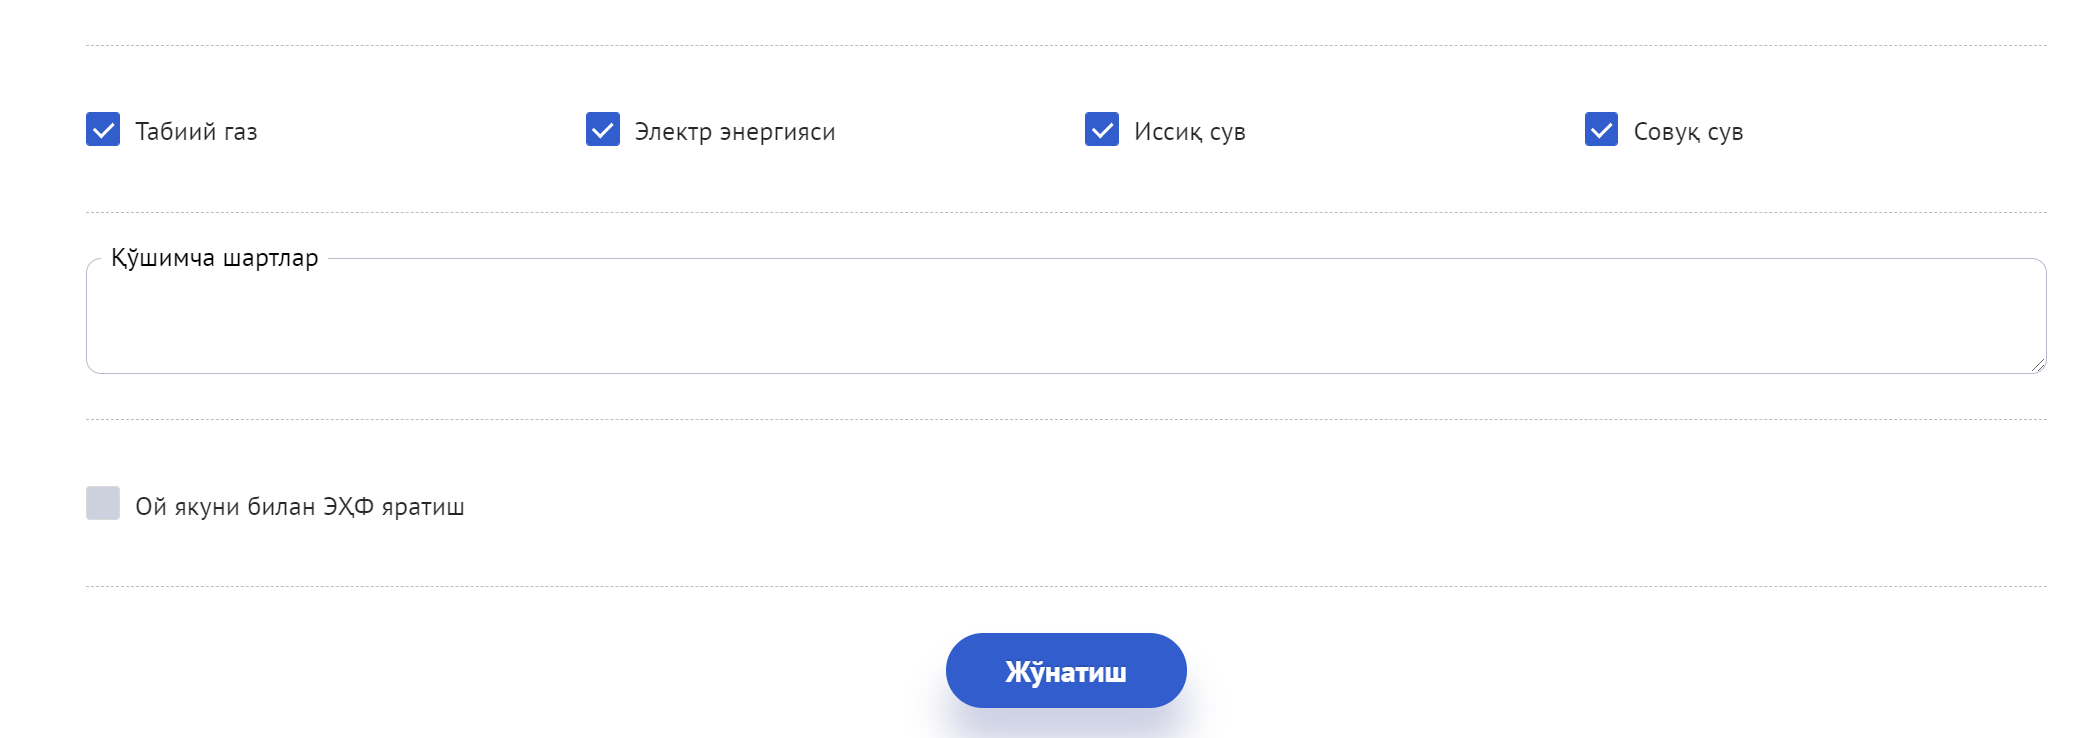 Табиий газ
Электр энергияси
Иссиқ сув
Совуқ сув
Қўшимча шартлар
Ой якуни билан ЭҲФ яратиш
Жўнатиш